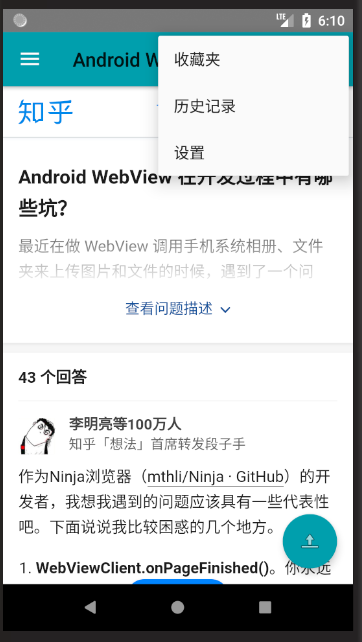 LTE 6:10
Android W
收藏夹
历史记录
设置
知乎
Android WebView 在开发过程中有哪
些坑?
最近在做 WebView 调用手机系统相册、文件
夹来上传图片和文件的时候，遇到了一个问
查看问题描述
43 个回答
李明亮等100万人
知乎「想法」首席转发段子手
作为Ninja浏览器（mthli/Ninja · GitHub）的开
发者，我想我遇到的问题应该具有一些代表性
吧。下面说说我比较困惑的几个地方。
1. WebViewClient.onPageFinished()。你永远